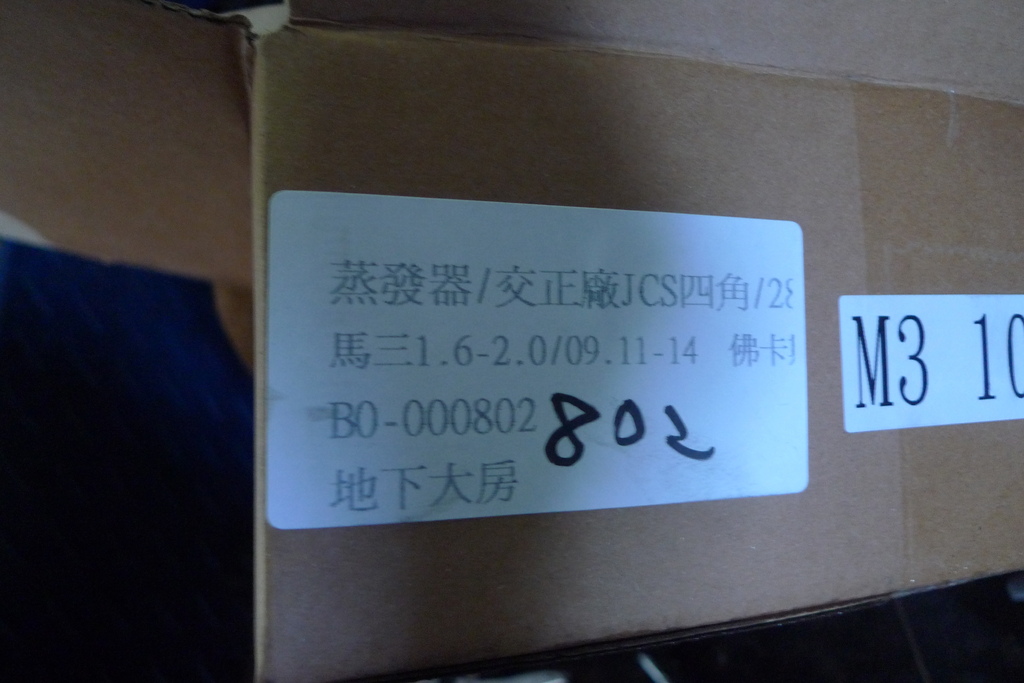 蒸發器/交正廠JCS四角/28
馬三1.6-2.0/09.11-14 佛卡
B0-000802 802
地下大房
M3 10